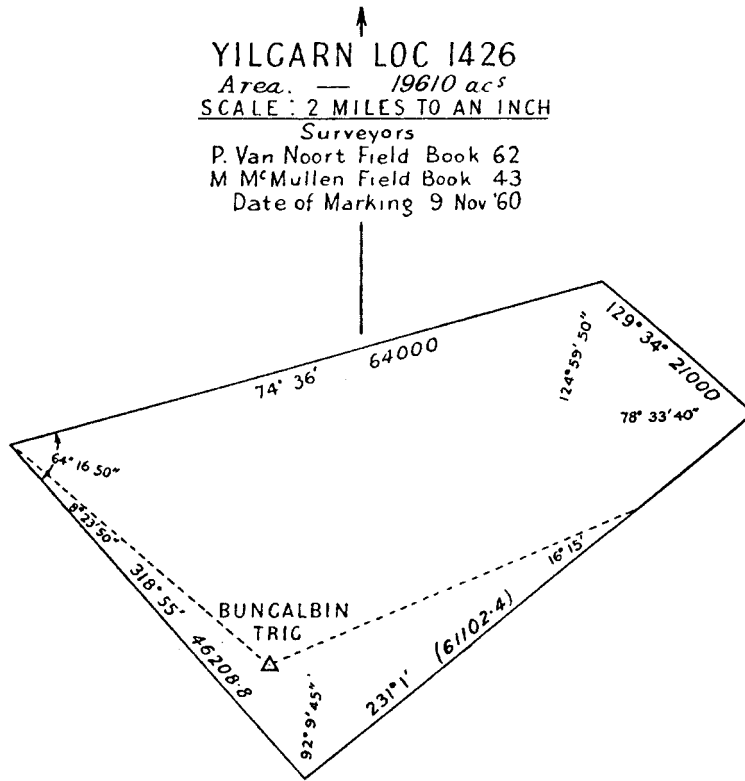 YILGARN LOC 1426
Area. — 19610 acs
SCALE : 2 MILES TO AN INCH
Surveyors
P. Van Noort Field Book 62
M McMullen Field Book 43
Date of Marking 9 Nov '60
129° 34' 21000
124° 59' 50"
74° 36' 64000
78° 33' 40"
64° 16 50"
8° 23' 50"
318° 55' 46208·8
16° 15'
BUNGALBIN
TRIG
231° 1' (61102·4)
92° 9' 45"